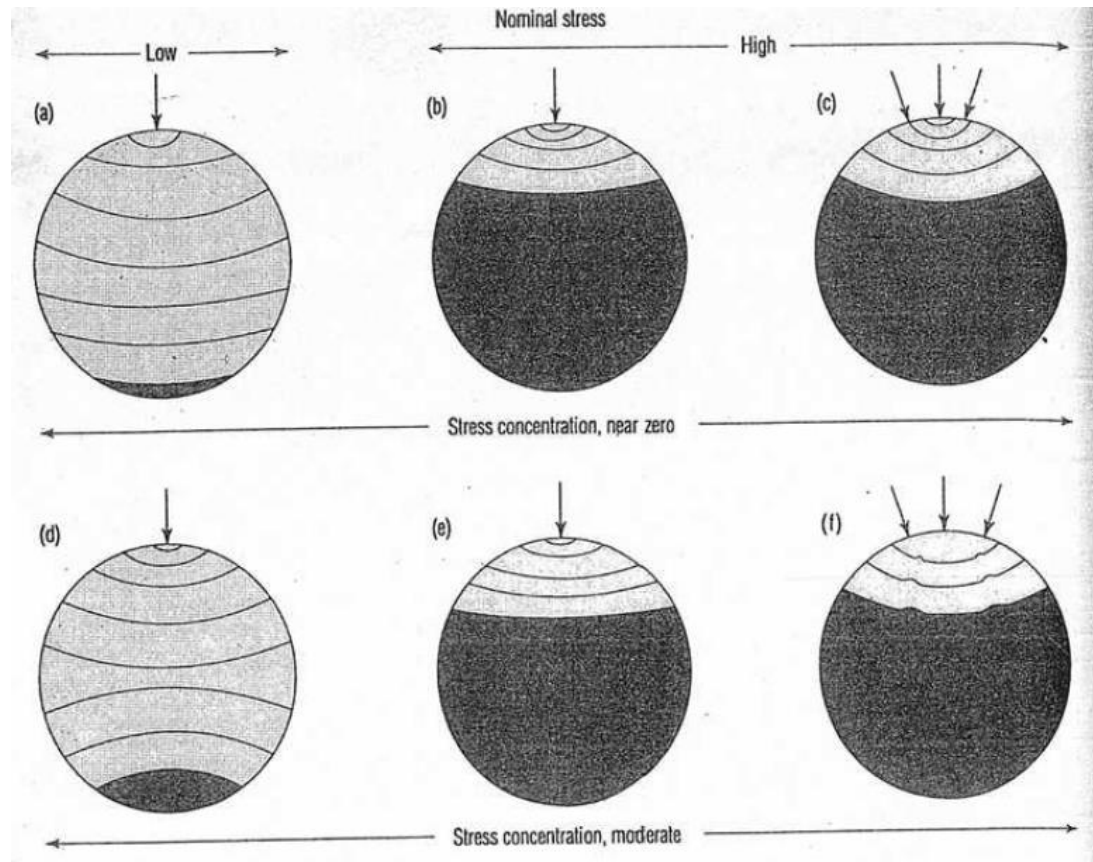 Nominal stress
Low
High
(a)
(b)
(c)
Stress concentration, near zero
(d)
(e)
(f)
Stress concentration, moderate